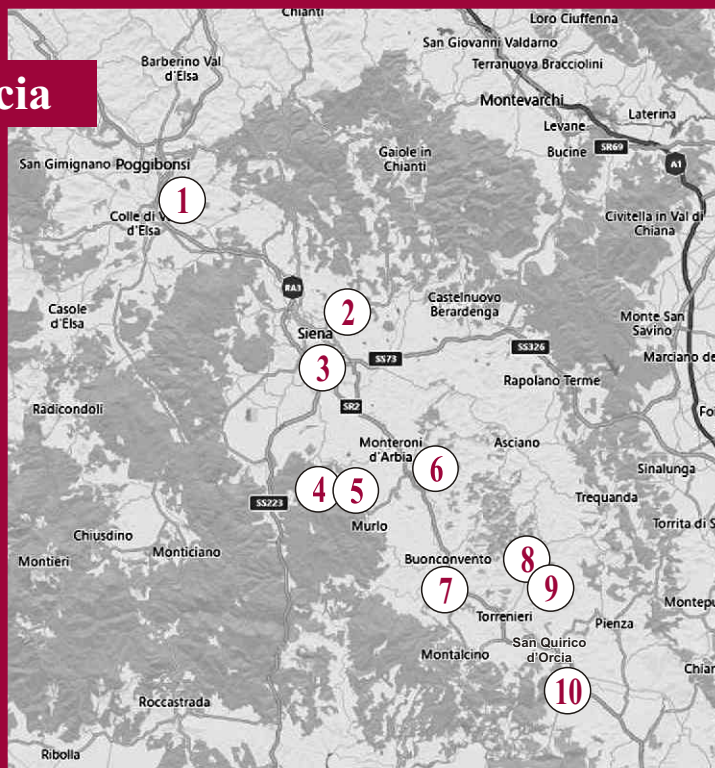 Chianti
Loro Ciuffenna
San Giovanni Valdarno
Barberino Val
d'Elsa
Terranuova Bracciolini
cia
Montevarchi
Laterina
Levane
SR69
Bucine
Gaiole in
Chianti
A1
San Gimignano
Poggibonsi
1
Colle di
d'Elsa
Civitella in Val di
Chiana
RA3
Castelnuovo
Berardenga
2
Casole
d'Elsa
Monte San
Savino
Siena
SS326
SS73
Marciano de
3
Rapolano Terme
Radicondoli
SR2
Fo
Monteroni
d'Arbia
Asciano
6
Sinalunga
4
5
SS223
Trequanda
Murlo
Torrita di S
Chiusdino
Monticiano
Montieri
Buonconvento
8
7
9
Montepu
Torrenieri
Pienza
San Quirico
d'Orcia
Montalcino
Chian
10
Roccastrada
Ribolla